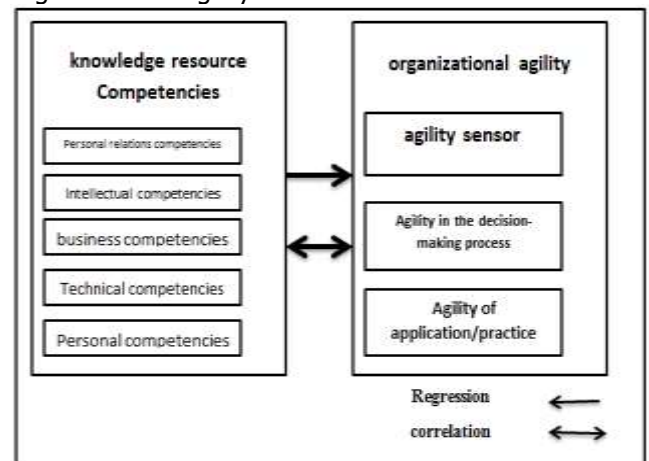 knowledge resource
Competencies
Personal relations competencies
Intellectual competencies
business competencies
Technical competencies
Personal competencies
organizational agility
agility sensor
Agility in the decision-
making process
Agility of
application/practice
Regression
correlation